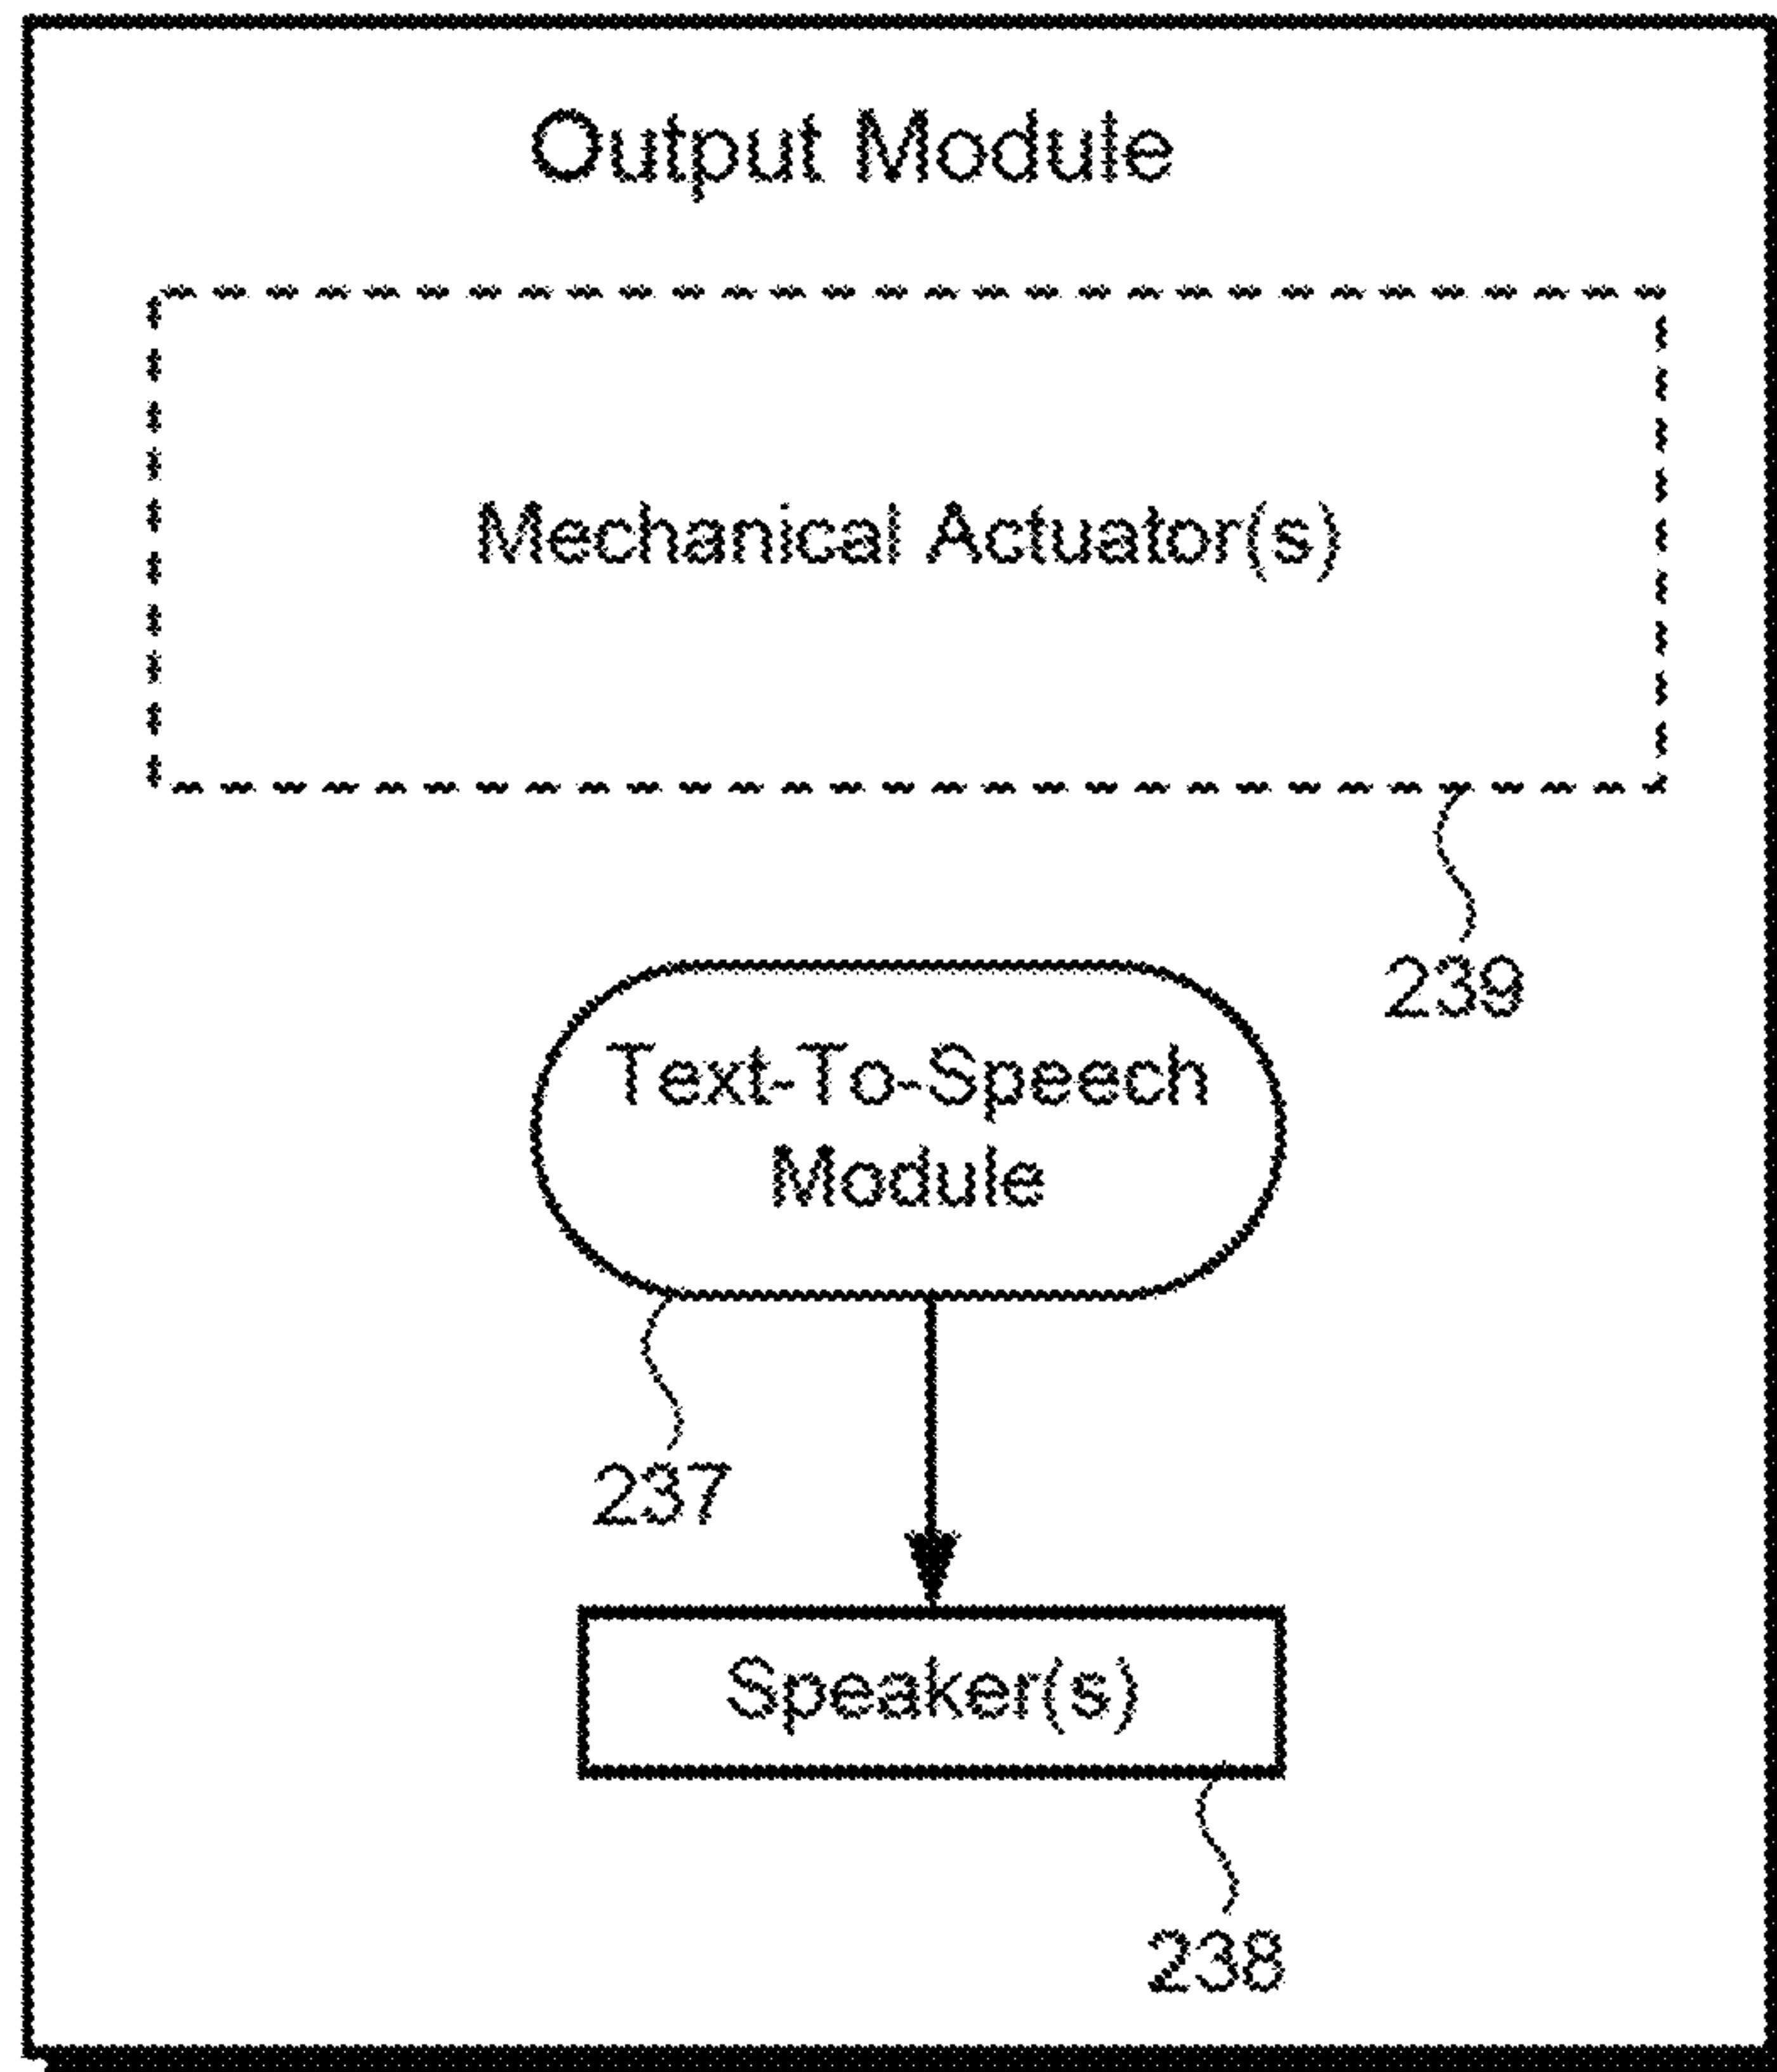 Output Module
Mechanical Actuator(s)
239
Text-To-Speech
Module
237
Speaker(s)
238